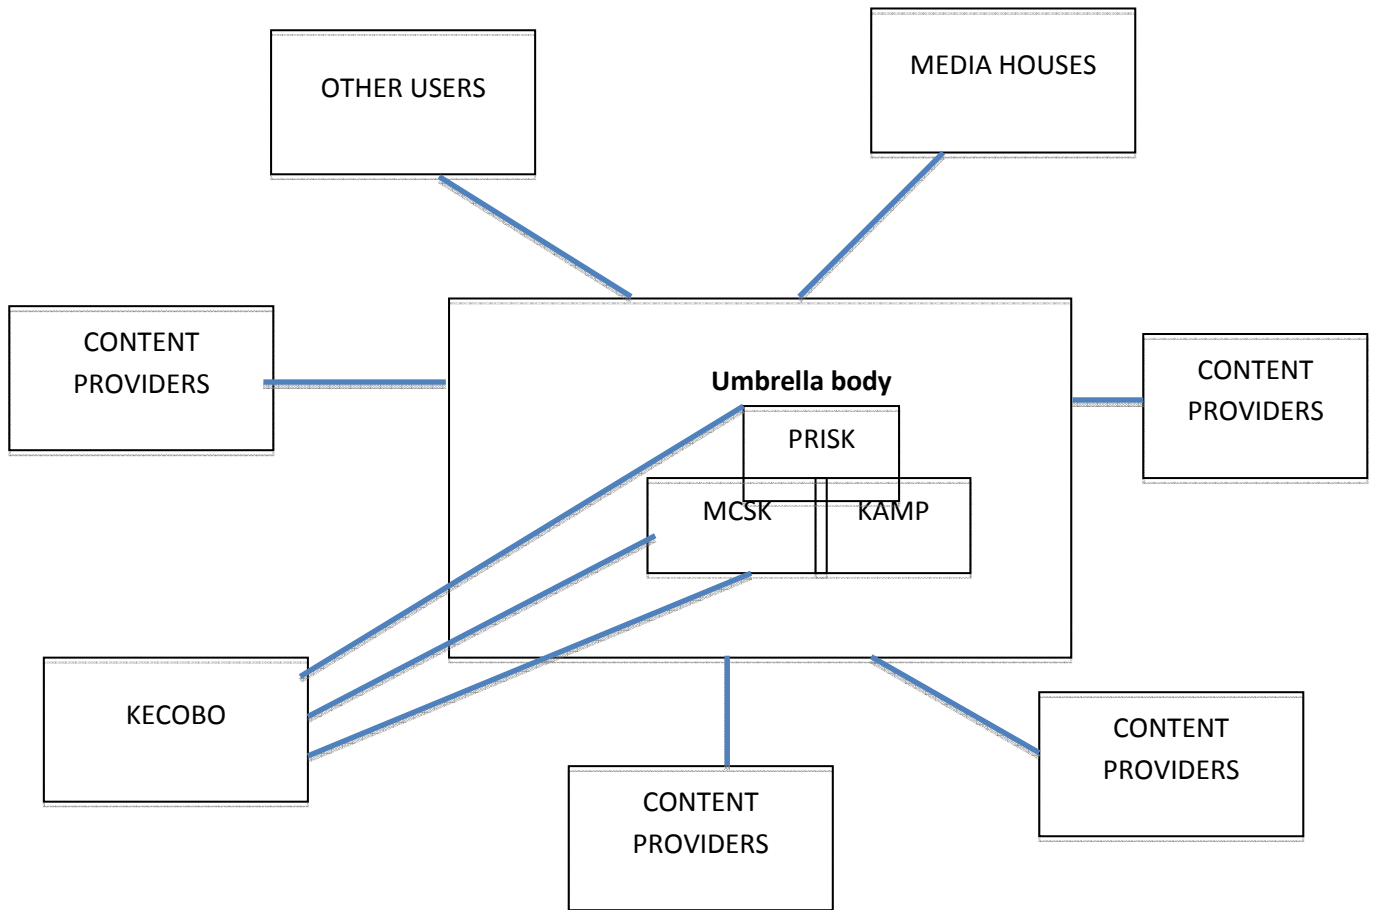 OTHER USERS
MEDIA HOUSES
CONTENT
PROVIDERS
CONTENT
PROVIDERS
Umbrella body
PRISK
MCSK
KAMP
KECOBO
CONTENT
PROVIDERS
CONTENT
PROVIDERS